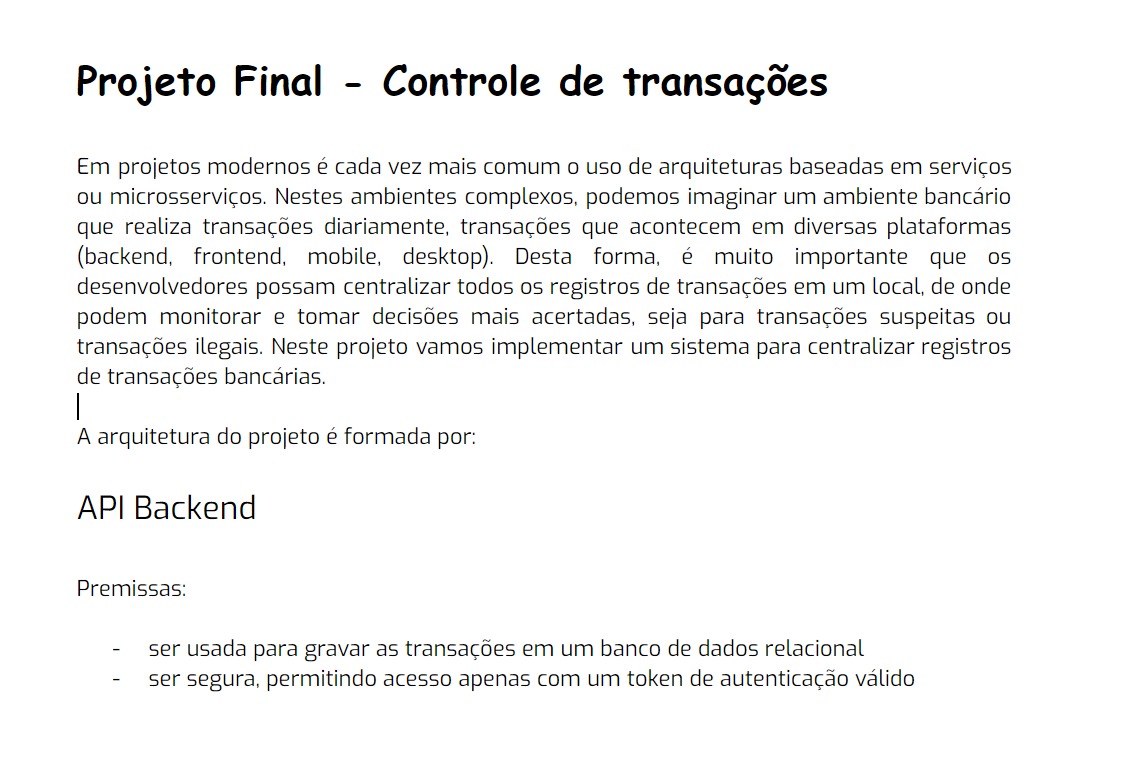 Projeto Final - Controle de transações
Em projetos modernos é cada vez mais comum o uso de arquiteturas baseadas em serviços
ou microsserviços. Nestes ambientes complexos, podemos imaginar um ambiente bancário
que realiza transações diariamente, transações que acontecem em diversas plataformas
(backend, frontend, mobile, desktop). Desta forma, é muito importante que os
desenvolvedores possam centralizar todos os registros de transações em um local, de onde
podem monitorar e tomar decisões mais acertadas, seja para transações suspeitas ou
transações ilegais. Neste projeto vamos implementar um sistema para centralizar registros
de transações bancárias.
A arquitetura do projeto é formada por:
API Backend
Premissas:
- ser usada para gravar as transações em um banco de dados relacional
- ser segura, permitindo acesso apenas com um token de autenticação válido